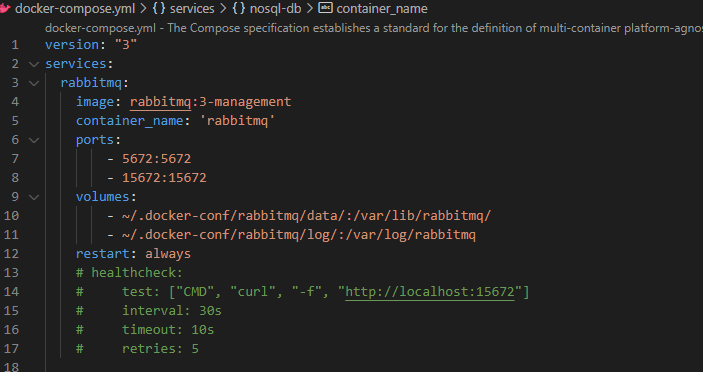 docker-compose.yml > {} services > {} nosql-db > abc container_name
docker-compose.yml - The Compose specification establishes a standard for the definition of multi-container platform-agnos
1 version: "3"
2 services:
3   rabbitmq:
4     image: rabbitmq:3-management
5     container_name: 'rabbitmq'
6     ports:
7         - 5672:5672
8         - 15672:15672
9     volumes:
10         - ~/.docker-conf/rabbitmq/data/:/var/lib/rabbitmq/
11         - ~/.docker-conf/rabbitmq/log/:/var/log/rabbitmq
12     restart: always
13     # healthcheck:
14     #     test: ["CMD", "curl", "-f", "http://localhost:15672"]
15     #     interval: 30s
16     #     timeout: 10s
17     #     retries: 5
18